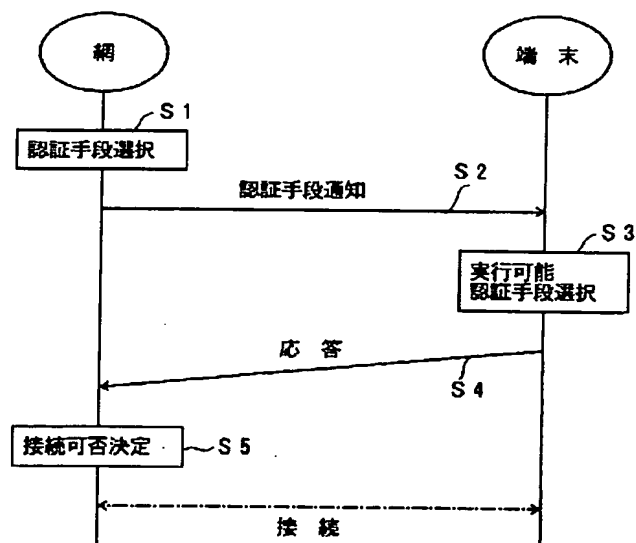 網
端 末
S 1
認証手段選択
認証手段通知
S 2
S 3
実行可能
認証手段選択
応 答
S 4
接続可否決定
S 5
接 続